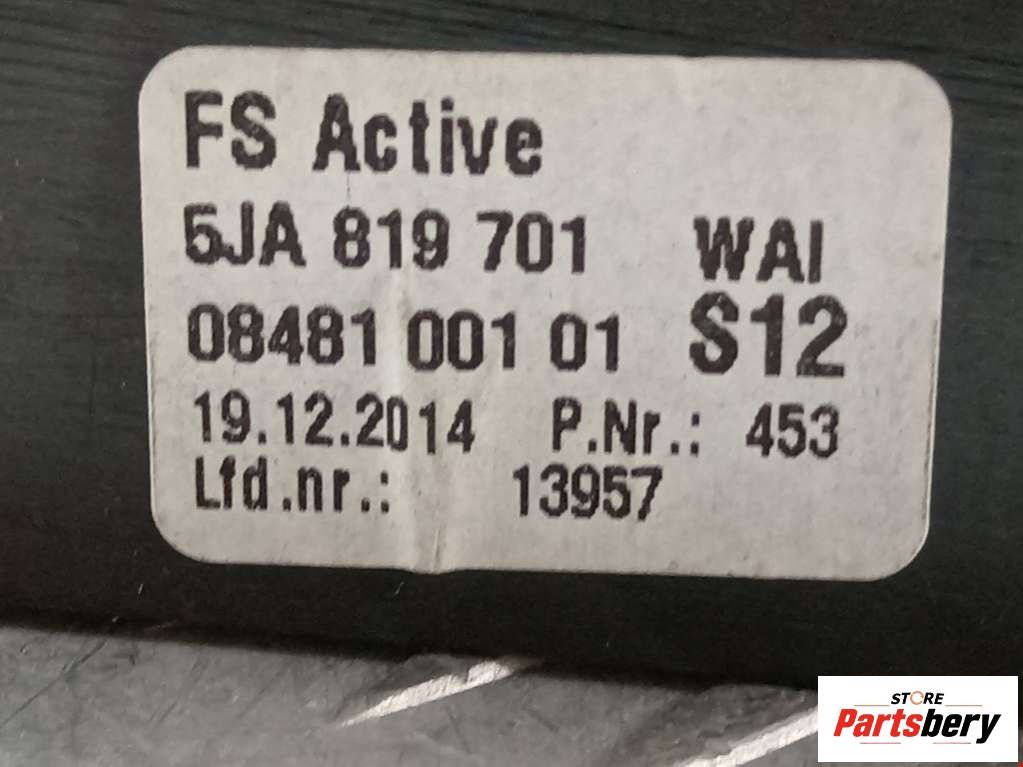 FS Active
5JA 819 701 WAI
08481 001 01 S12
19.12.2014 P.Nr.: 453
Lfd.nr.: 13957
STORE
Partsbery